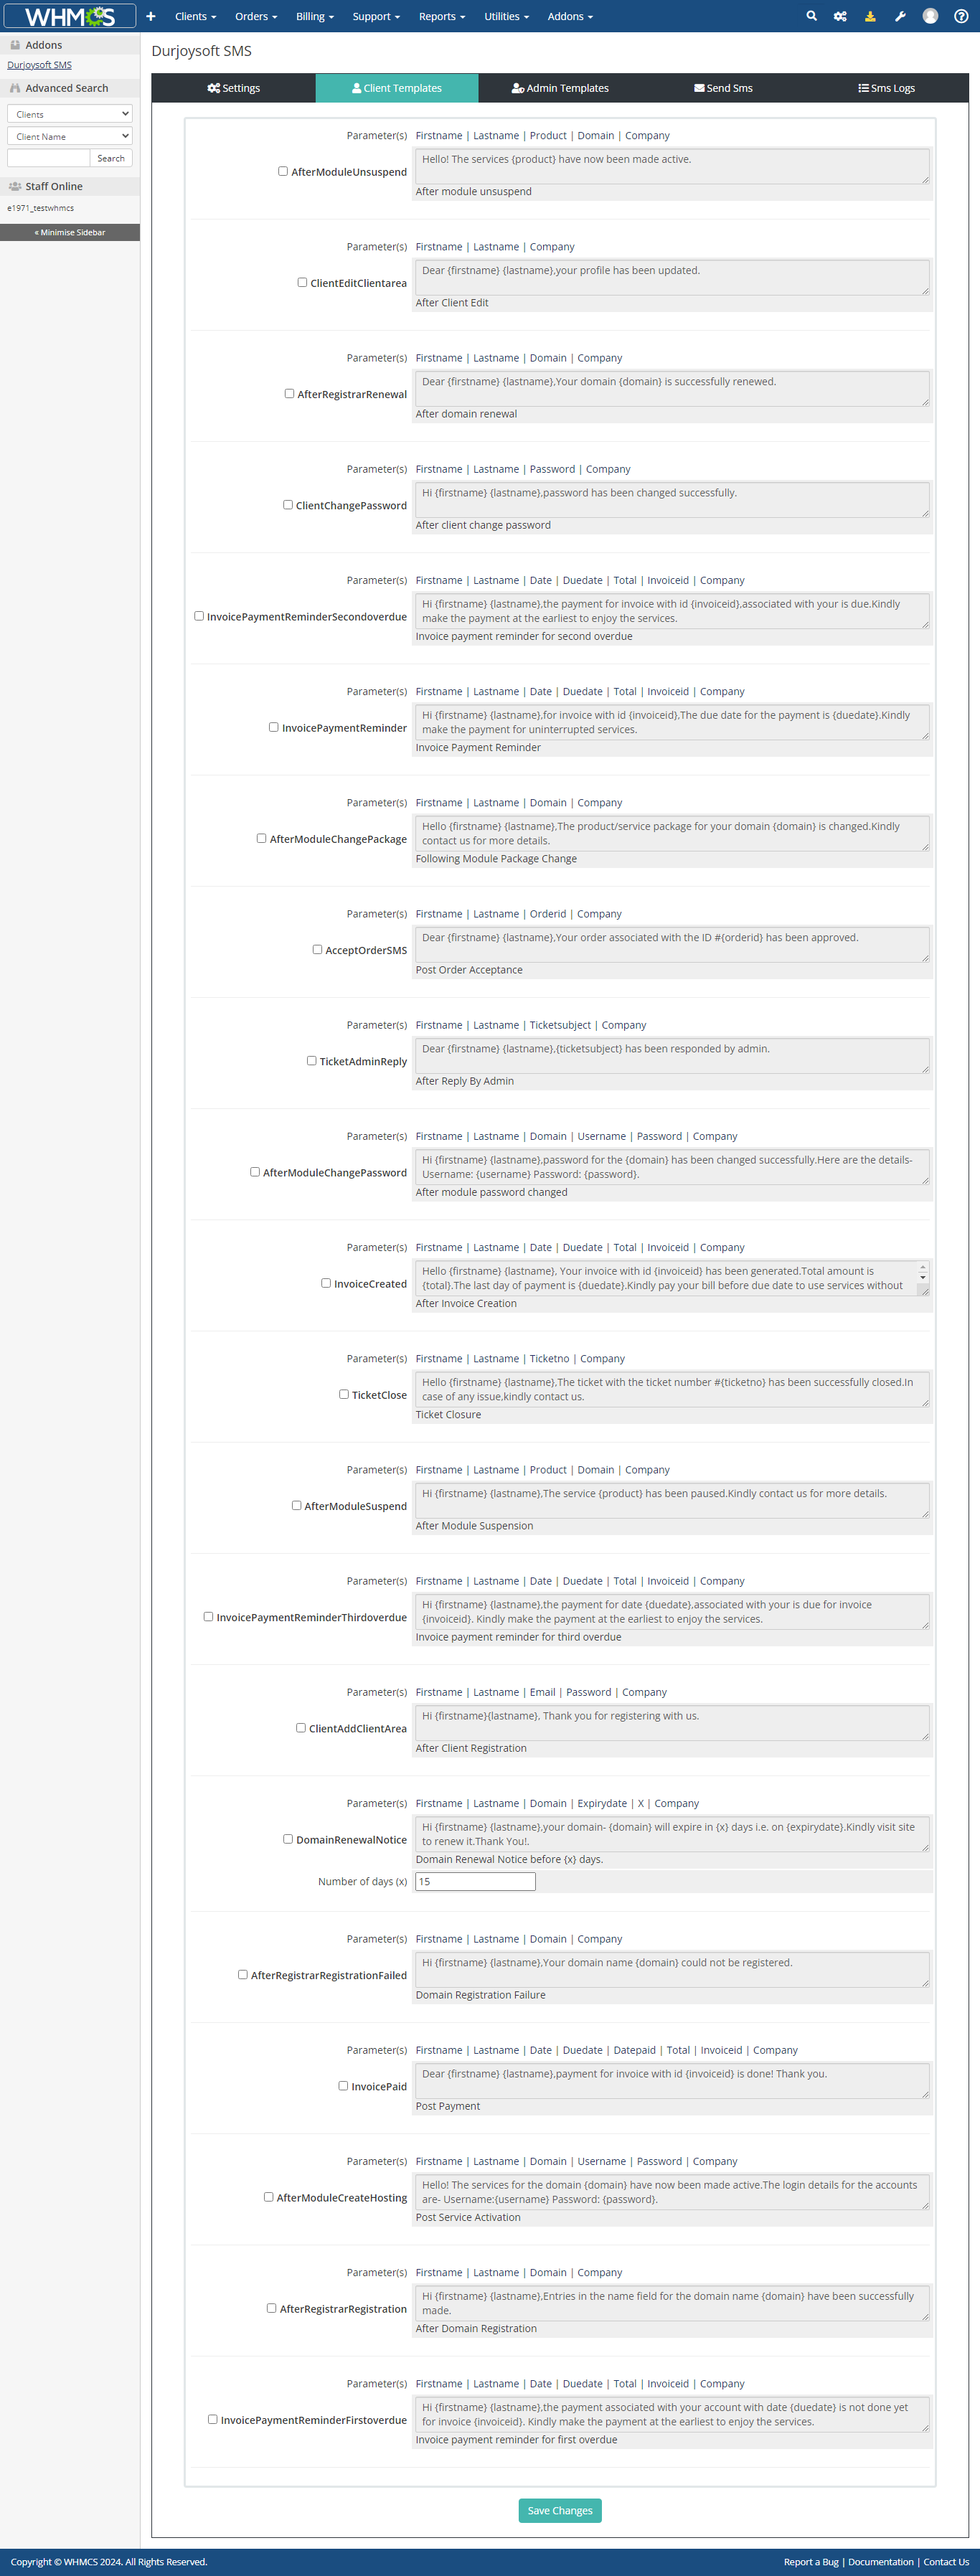 WHMCS
Clients
Orders
Billing
Support
Reports
Utilities
Addons
Addons
Durjoysoft SMS
Advanced Search
Clients
Client Name
Search
Staff Online
e1971_testwhmcs
« Minimise Sidebar
Durjoysoft SMS
Settings
Client Templates
Admin Templates
Send Sms
Sms Logs
Parameter(s) Firstname | Lastname | Product | Domain | Company
AfterModuleUnsuspend
Hello! The services {product} have now been made active.
After module unsuspend
Parameter(s) Firstname | Lastname | Company
ClientEditClientarea
Dear {firstname} {lastname},your profile has been updated.
After Client Edit
Parameter(s) Firstname | Lastname | Domain | Company
AfterRegistrarRenewal
Dear {firstname} {lastname},Your domain {domain} is successfully renewed.
After domain renewal
Parameter(s) Firstname | Lastname | Password | Company
ClientChangePassword
Hi {firstname} {lastname},password has been changed successfully.
After client change password
Parameter(s) Firstname | Lastname | Date | Duedate | Total | Invoiceid | Company
InvoicePaymentReminderSecondoverdue
Hi {firstname} {lastname},the payment for invoice with id {invoiceid},associated with your is due.Kindly
make the payment at the earliest to enjoy the services.
Invoice payment reminder for second overdue
Parameter(s) Firstname | Lastname | Date | Duedate | Total | Invoiceid | Company
InvoicePaymentReminder
Hi {firstname} {lastname},for invoice with id {invoiceid},The due date for the payment is {duedate}.Kindly
make the payment for uninterrupted services.
Invoice Payment Reminder
Parameter(s) Firstname | Lastname | Domain | Company
AfterModuleChangePackage
Hello {firstname} {lastname},The product/service package for your domain {domain} is changed.Kindly
contact us for more details.
Following Module Package Change
Parameter(s) Firstname | Lastname | Orderid | Company
AcceptOrderSMS
Dear {firstname} {lastname},Your order associated with the ID #{orderid} has been approved.
Post Order Acceptance
Parameter(s) Firstname | Lastname | Ticketsubject | Company
TicketAdminReply
Dear {firstname} {lastname},{ticketsubject} has been responded by admin.
After Reply By Admin
Parameter(s) Firstname | Lastname | Domain | Username | Password | Company
AfterModuleChangePassword
Hi {firstname} {lastname},password for the {domain} has been changed successfully.Here are the details-
Username: {username} Password: {password}.
After module password changed
Parameter(s) Firstname | Lastname | Date | Duedate | Total | Invoiceid | Company
InvoiceCreated
Hello {firstname} {lastname}, Your invoice with id {invoiceid} has been generated.Total amount is
{total}.The last day of payment is {duedate}.Kindly pay your bill before due date to use services without
After Invoice Creation
Parameter(s) Firstname | Lastname | Ticketno | Company
TicketClose
Hello {firstname} {lastname},The ticket with the ticket number #{ticketno} has been successfully closed.In
case of any issue,kindly contact us.
Ticket Closure
Parameter(s) Firstname | Lastname | Product | Domain | Company
AfterModuleSuspend
Hi {firstname} {lastname},The service {product} has been paused.Kindly contact us for more details.
After Module Suspension
Parameter(s) Firstname | Lastname | Date | Duedate | Total | Invoiceid | Company
InvoicePaymentReminderThirdoverdue
Hi {firstname} {lastname},the payment for date {duedate},associated with your is due for invoice
{invoiceid}. Kindly make the payment at the earliest to enjoy the services.
Invoice payment reminder for third overdue
Parameter(s) Firstname | Lastname | Email | Password | Company
ClientAddClientArea
Hi {firstname}{lastname}, Thank you for registering with us.
After Client Registration
Parameter(s) Firstname | Lastname | Domain | Expirydate | X | Company
DomainRenewalNotice
Hi {firstname} {lastname},your domain- {domain} will expire in {x} days i.e. on {expirydate}.Kindly visit site
to renew it.Thank You!.
Domain Renewal Notice before {x} days.
Number of days (x) 15
Parameter(s) Firstname | Lastname | Domain | Company
AfterRegistrarRegistrationFailed
Hi {firstname} {lastname},Your domain name {domain} could not be registered.
Domain Registration Failure
Parameter(s) Firstname | Lastname | Date | Duedate | Datepaid | Total | Invoiceid | Company
InvoicePaid
Dear {firstname} {lastname},payment for invoice with id {invoiceid} is done! Thank you.
Post Payment
Parameter(s) Firstname | Lastname | Domain | Username | Password | Company
AfterModuleCreateHosting
Hello! The services for the domain {domain} have now been made active.The login details for the accounts
are- Username:{username} Password: {password}.
Post Service Activation
Parameter(s) Firstname | Lastname | Domain | Company
AfterRegistrarRegistration
Hi {firstname} {lastname},Entries in the name field for the domain name {domain} have been successfully
made.
After Domain Registration
Parameter(s) Firstname | Lastname | Date | Duedate | Total | Invoiceid | Company
InvoicePaymentReminderFirstoverdue
Hi {firstname} {lastname},the payment associated with your account with date {duedate} is not done yet
for invoice {invoiceid}. Kindly make the payment at the earliest to enjoy the services.
Invoice payment reminder for first overdue
Save Changes
Copyright © WHMCS 2024. All Rights Reserved.
Report a Bug | Documentation | Contact Us